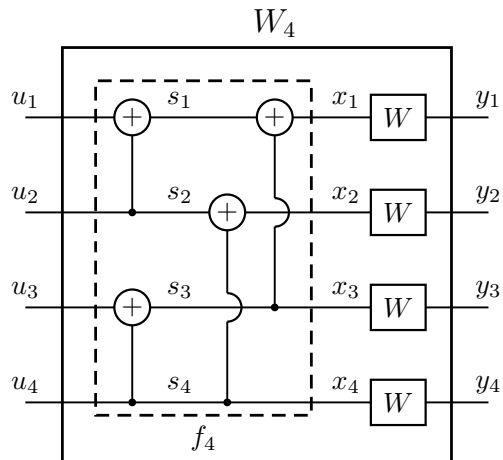 W₄
u₁ + s₁ + x₁ W y₁
u₂ s₂ + x₂ W y₂
u₃ + s₃ x₃ W y₃
u₄ s₄ x₄ W y₄
f₄